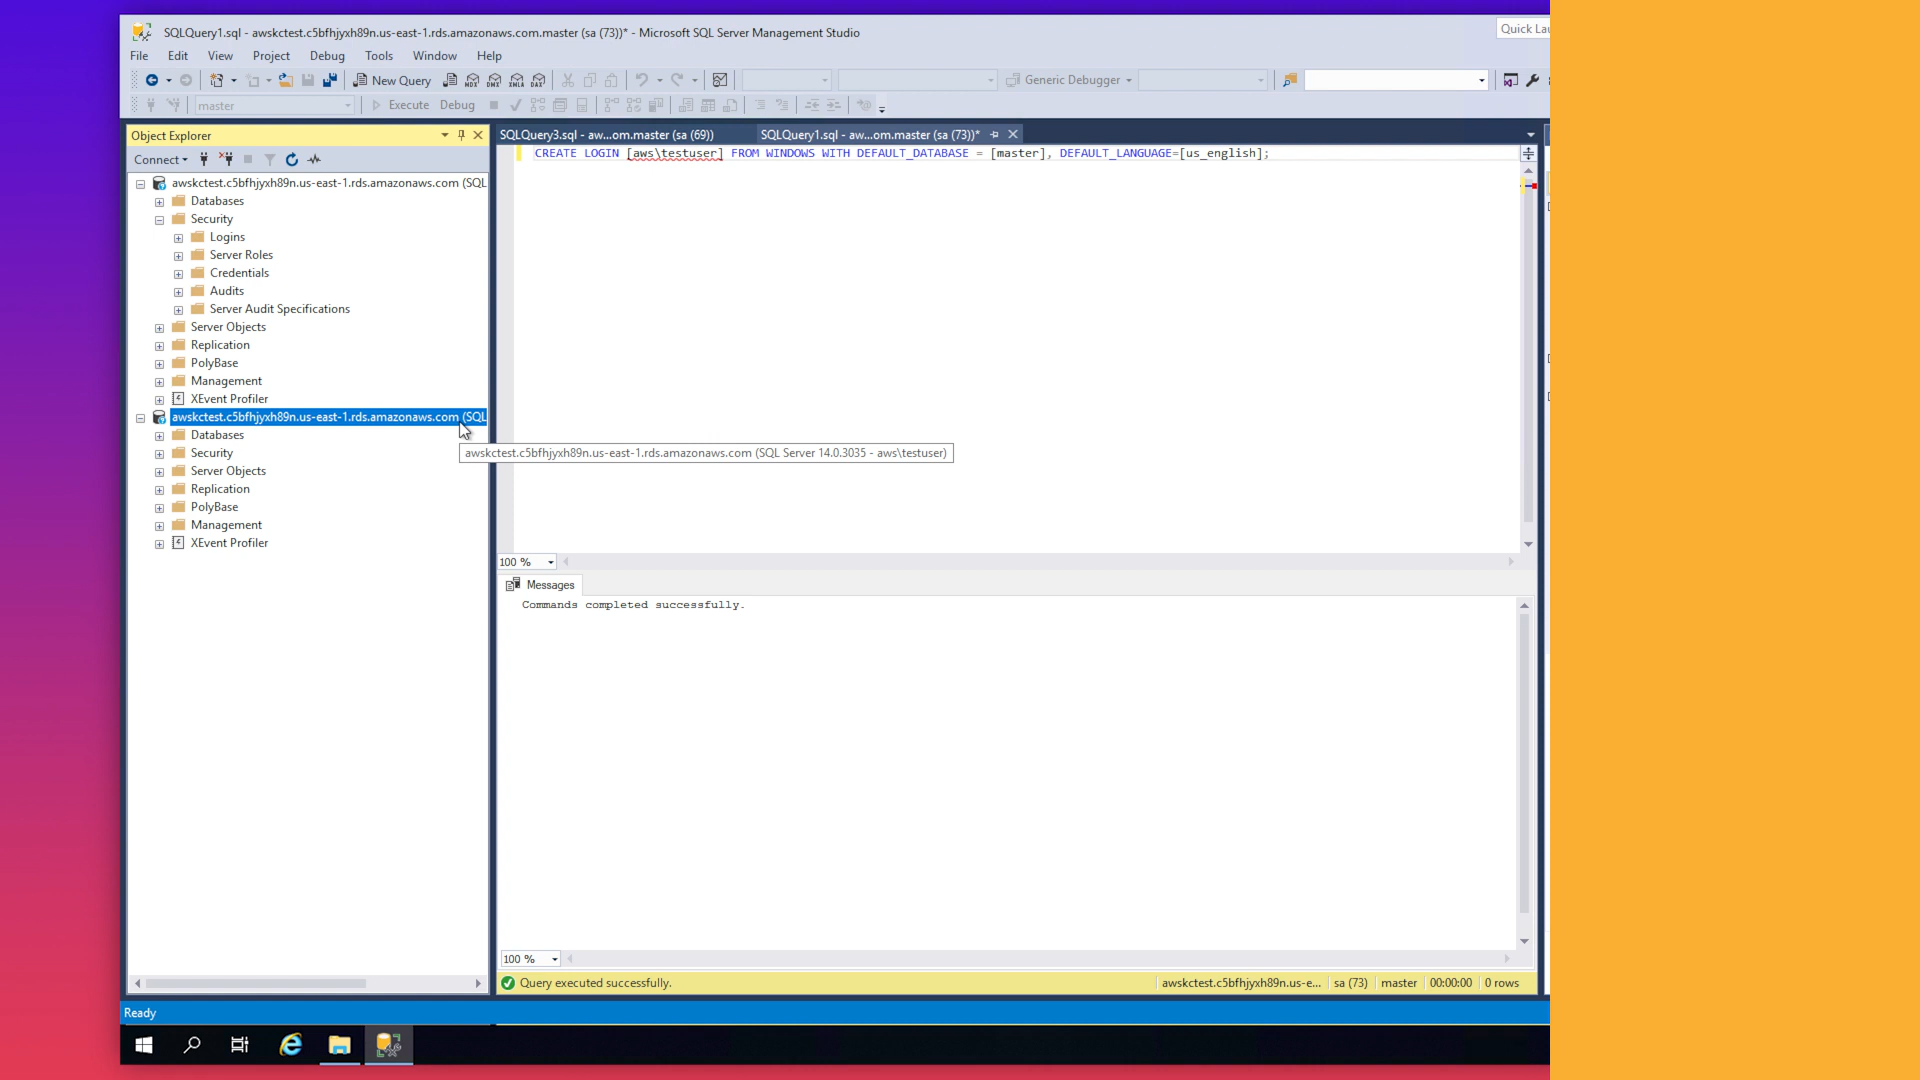 SQLQuery1.sql - awskctest.c5bfhjyxh89n.us-east-1.rds.amazonaws.com.master (sa (73))* - Microsoft SQL Server Management Studio
Quick Lau
File Edit View Project Debug Tools Window Help
New Query
Generic Debugger
master
Execute Debug
Object Explorer
Connect
awskctest.c5bfhjyxh89n.us-east-1.rds.amazonaws.com (SQL
Databases
Security
Logins
Server Roles
Credentials
Audits
Server Audit Specifications
Server Objects
Replication
PolyBase
Management
XEvent Profiler
awskctest.c5bfhjyxh89n.us-east-1.rds.amazonaws.com (SQL
Databases
Security
Server Objects
Replication
PolyBase
Management
XEvent Profiler
SQLQuery3.sql - aw...om.master (sa (69))
SQLQuery1.sql - aw...om.master (sa (73))*
CREATE LOGIN [aws\testuser] FROM WINDOWS WITH DEFAULT_DATABASE = [master], DEFAULT_LANGUAGE=[us_english];
awskctest.c5bfhjyxh89n.us-east-1.rds.amazonaws.com (SQL Server 14.0.3035 - aws\testuser)
100 %
Messages
Commands completed successfully.
100 %
Query executed successfully.
awskctest.c5bfhjyxh89n.us-e... sa (73) master 00:00:00 0 rows
Ready